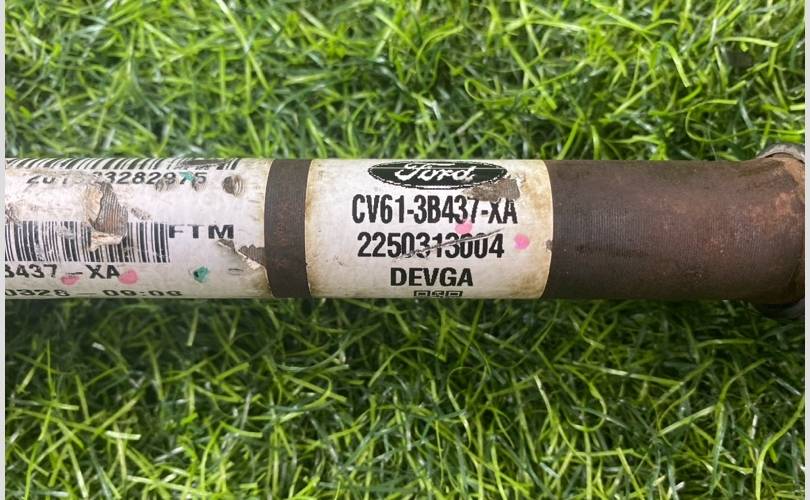 FTM
3437-XA
Ford
CV61-3B437-XA
2250313004
DEVGA